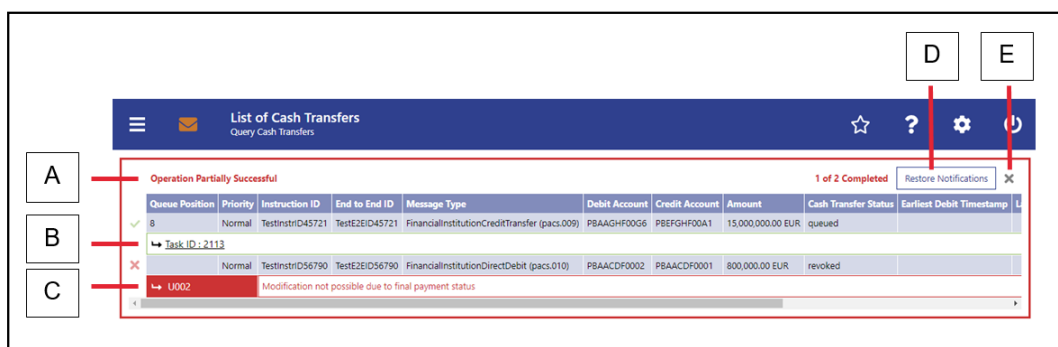 D E
List of Cash Transfers
Query Cash Transfers
?
A
Operation Partially Successful 1 of 2 Completed Restore Notifications
Queue Position Priority Instruction ID End to End ID Message Type Debit Account Credit Account Amount Cash Transfer Status Earliest Debit Timestamp
8 Normal TestInstrID45721 TestE2EID45721 FinancialInstitutionCreditTransfer (pacs.009) PBAAGHF00G6 PBEFGHF00A1 15,000,000.00 EUR queued
B
Task ID : 2113
Normal TestInstrID56790 TestE2EID56790 FinancialInstitutionDirectDebit (pacs.010) PBAACDF0002 PBAACDF0001 800,000.00 EUR revoked
C
U002 Modification not possible due to final payment status